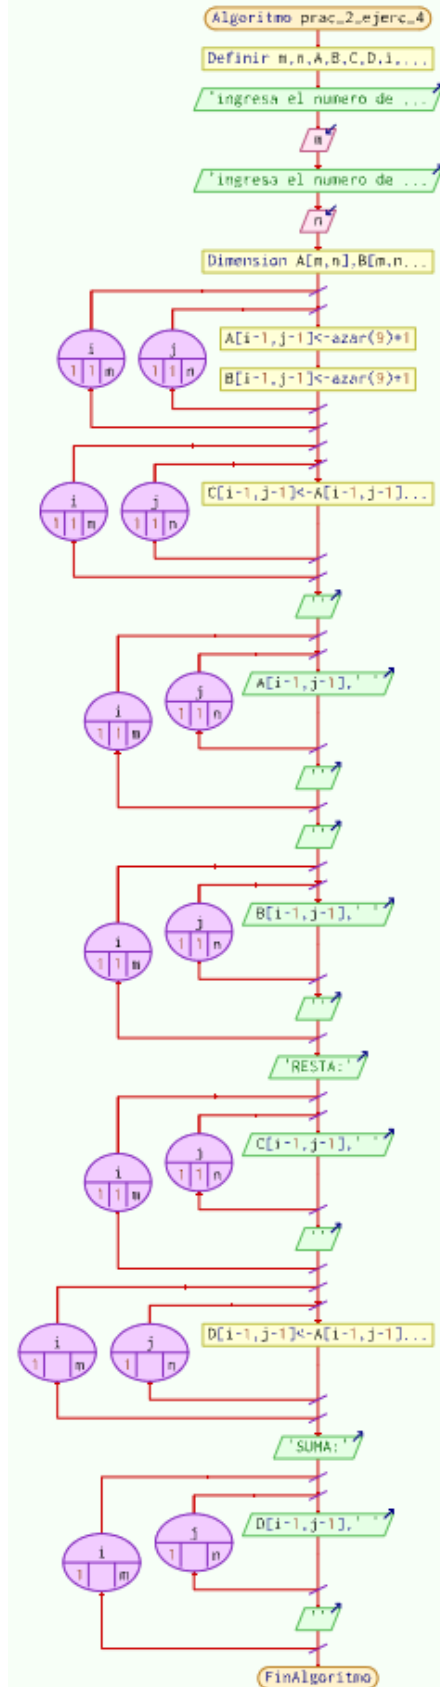 Algoritmo prac_2_ejerc_4
Definir m,n,A,B,C,D,i,...
'ingresa el numero de ...
m
'ingresa el numero de ...
n
Dimension A[m,n],B[m,n...
i
1 1 m
j
1 1 n
A[i-1,j-1]<-azar(9)+1
B[i-1,j-1]<-azar(9)+1
i
1 1 m
j
1 1 n
C[i-1,j-1]<-A[i-1,j-1]...
''
i
1 1 m
j
1 1 n
A[i-1,j-1],' '
''
''
i
1 1 m
j
1 1 n
B[i-1,j-1],' '
''
'RESTA:'
i
1 1 m
j
1 1 n
C[i-1,j-1],' '
''
i
1 m
j
1 n
D[i-1,j-1]<-A[i-1,j-1]...
'SUMA:'
i
1 m
j
1 n
D[i-1,j-1],' '
''
FinAlgoritmo